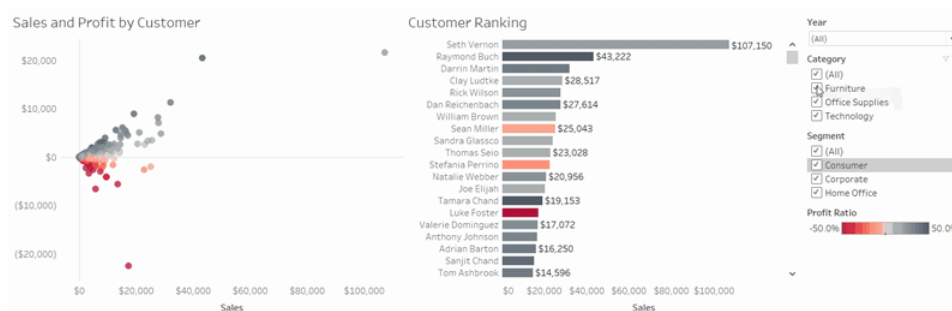 Sales and Profit by Customer
$20,000
$10,000
$0
($10,000)
($20,000)
$0 $20,000 $40,000 $60,000 $80,000 $100,000
Sales
Customer Ranking
Seth Vernon $107,150
Raymond Buch $43,222
Darrin Martin
Clay Ludtke $28,517
Rick Wilson
Dan Reichenbach $27,614
William Brown
Sean Miller $25,043
Sandra Glassco
Thomas Seio $23,028
Stefania Perrino
Natalie Webber $20,956
Joe Elijah
Tamara Chand $19,153
Luke Foster
Valerie Dominguez $17,072
Anthony Johnson
Adrian Barton $16,250
Sanjit Chand
Tom Ashbrook $14,596
$0 $20,000 $40,000 $60,000 $80,000 $100,000
Sales
Year
(All)
Category
(All)
Furniture
Office Supplies
Technology
Segment
(All)
Consumer
Corporate
Home Office
Profit Ratio
-50.0% 50.0%